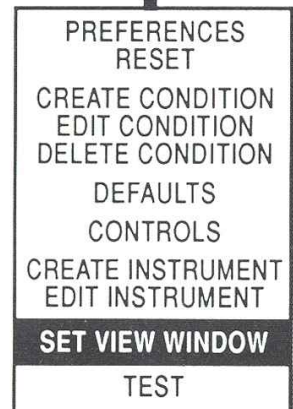 PREFERENCES
RESET
CREATE CONDITION
EDIT CONDITION
DELETE CONDITION
DEFAULTS
CONTROLS
CREATE INSTRUMENT
EDIT INSTRUMENT
SET VIEW WINDOW
TEST